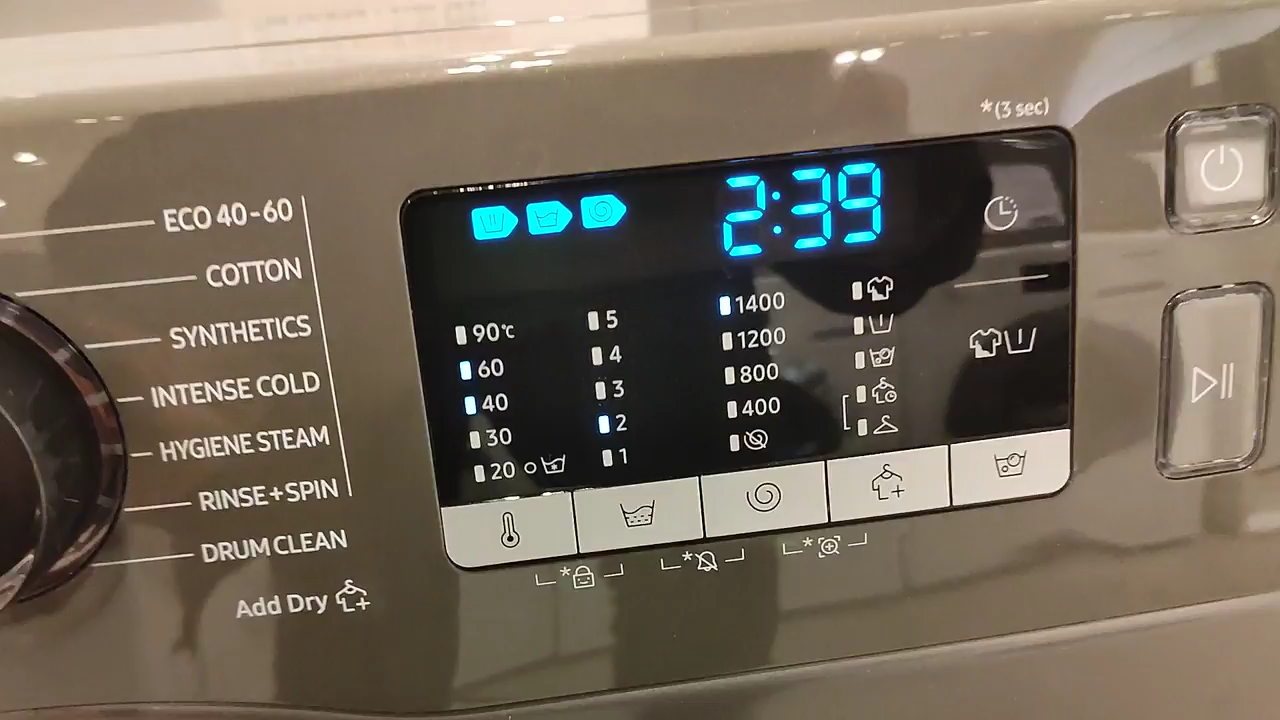 *(3 sec)
2:39
ECO 40-60
COTTON
SYNTHETICS
INTENSE COLD
HYGIENE STEAM
RINSE+SPIN
DRUM CLEAN
Add Dry
90℃
60
40
30
20
5
4
3
2
1
1400
1200
800
400